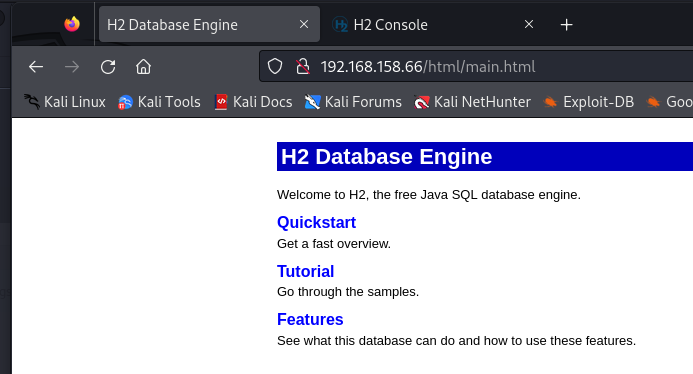 H2 Database Engine
H2 Console
192.168.158.66/html/main.html
Kali Linux Kali Tools Kali Docs Kali Forums Kali NetHunter Exploit-DB Goo
H2 Database Engine
Welcome to H2, the free Java SQL database engine.
Quickstart
Get a fast overview.
Tutorial
Go through the samples.
Features
See what this database can do and how to use these features.